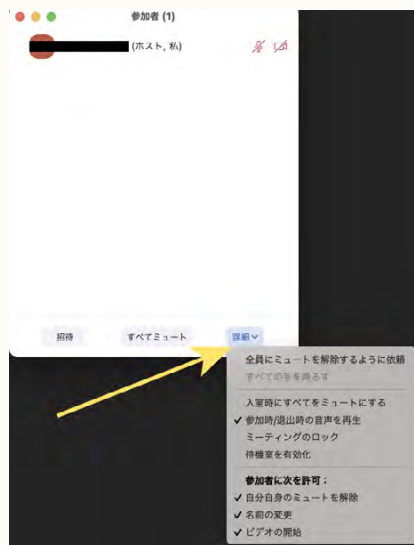 参加者 (1)
(ホスト, 私)
招待
すべてミュート
詳細
全員にミュートを解除するように依頼
すべての手を降ろす
入室時にすべてをミュートにする
✓ 参加時/退出時の音声を再生
ミーティングのロック
待機室を有効化
参加者に次を許可：
✓ 自分自身のミュートを解除
✓ 名前の変更
✓ ビデオの開始